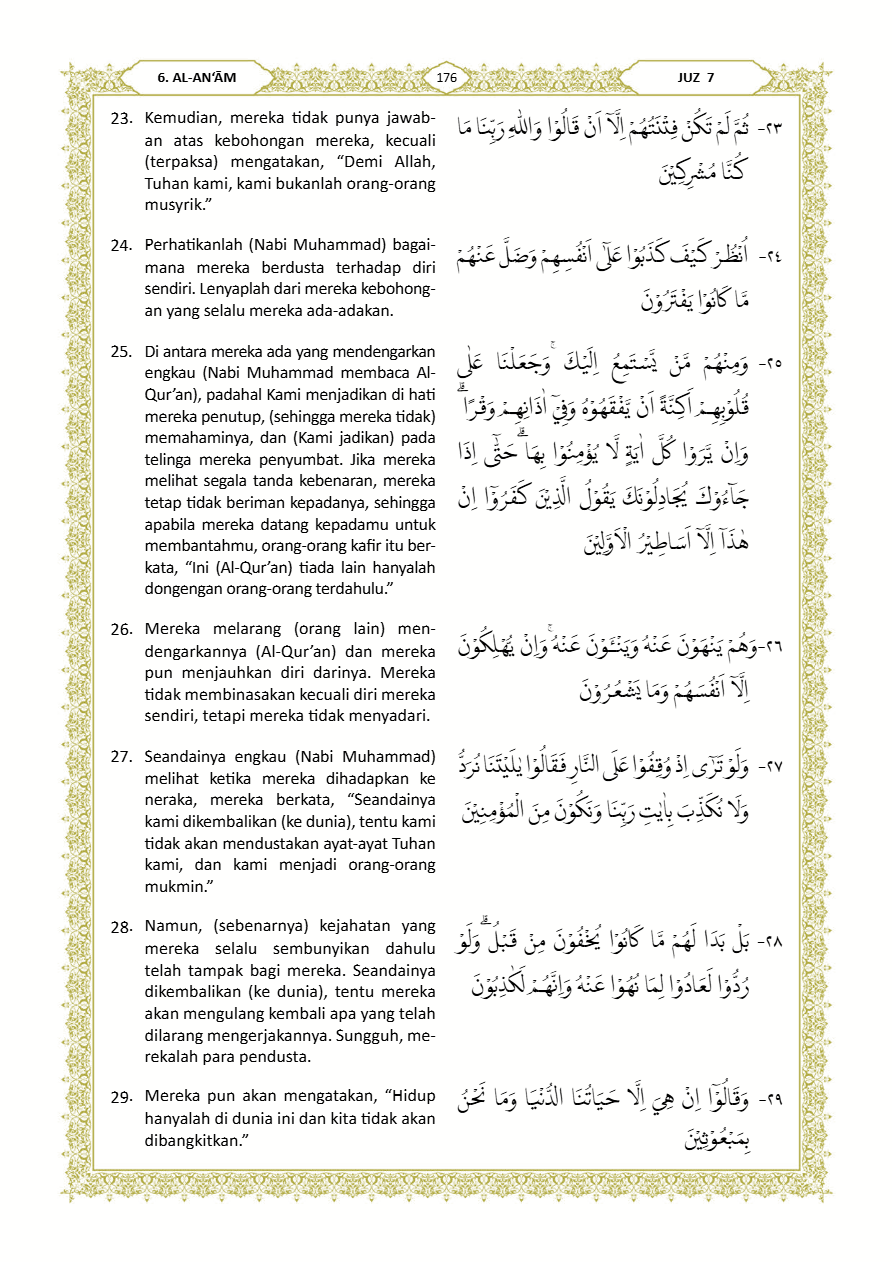 6. AL-AN‘ĀM
176
JUZ 7
23. Kemudian, mereka tidak punya jawab-
an atas kebohongan mereka, kecuali
(terpaksa) mengatakan, “Demi Allah,
Tuhan kami, kami bukanlah orang-orang
musyrik.”
٢٣- ثُمَّ لَمْ تَكُنْ فِتْنَتُهُمْ اِلَّآ اَنْ قَالُوْا وَاللّٰهِ رَبِّنَا مَا
كُنَّا مُشْرِكِيْنَ
24. Perhatikanlah (Nabi Muhammad) bagai-
mana mereka berdusta terhadap diri
sendiri. Lenyaplah dari mereka kebohong-
an yang selalu mereka ada-adakan.
٢٤- اُنْظُرْ كَيْفَ كَذَبُوْا عَلٰٓى اَنْفُسِهِمْ وَضَلَّ عَنْهُمْ
مَّا كَانُوْا يَفْتَرُوْنَ
25. Di antara mereka ada yang mendengarkan
engkau (Nabi Muhammad membaca Al-
Qur’an), padahal Kami menjadikan di hati
mereka penutup, (sehingga mereka tidak)
memahaminya, dan (Kami jadikan) pada
telinga mereka penyumbat. Jika mereka
melihat segala tanda kebenaran, mereka
tetap tidak beriman kepadanya, sehingga
apabila mereka datang kepadamu untuk
membantahmu, orang-orang kafir itu ber-
kata, “Ini (Al-Qur’an) tiada lain hanyalah
dongengan orang-orang terdahulu.”
٢٥- وَمِنْهُمْ مَّنْ يَّسْتَمِعُ اِلَيْكَ ۚوَجَعَلْنَا عَلٰى
قُلُوْبِهِمْ اَكِنَّةً اَنْ يَّفْقَهُوْهُ وَفِيْٓ اٰذَانِهِمْ وَقْرًا ۗ
وَاِنْ يَّرَوْا كُلَّ اٰيَةٍ لَّا يُؤْمِنُوْا بِهَا ۗحَتّٰٓى اِذَا
جَاۤءُوْكَ يُجَادِلُوْنَكَ يَقُوْلُ الَّذِيْنَ كَفَرُوْٓا اِنْ
هٰذَآ اِلَّآ اَسَاطِيْرُ الْاَوَّلِيْنَ
26. Mereka melarang (orang lain) men-
dengarkannya (Al-Qur’an) dan mereka
pun menjauhkan diri darinya. Mereka
tidak membinasakan kecuali diri mereka
sendiri, tetapi mereka tidak menyadari.
٢٦-وَهُمْ يَنْهَوْنَ عَنْهُ وَيَنْـَٔوْنَ عَنْهُ ۚوَاِنْ يُّهْلِكُوْنَ
اِلَّآ اَنْفُسَهُمْ وَمَا يَشْعُرُوْنَ
27. Seandainya engkau (Nabi Muhammad)
melihat ketika mereka dihadapkan ke
neraka, mereka berkata, “Seandainya
kami dikembalikan (ke dunia), tentu kami
tidak akan mendustakan ayat-ayat Tuhan
kami, dan kami menjadi orang-orang
mukmin.”
٢٧- وَلَوْ تَرٰٓى اِذْ وُقِفُوْا عَلَى النَّارِ فَقَالُوْا يٰلَيْتَنَا نُرَدُّ
وَلَا نُكَذِّبَ بِاٰيٰتِ رَبِّنَا وَنَكُوْنَ مِنَ الْمُؤْمِنِيْنَ
28. Namun, (sebenarnya) kejahatan yang
mereka selalu sembunyikan dahulu
telah tampak bagi mereka. Seandainya
dikembalikan (ke dunia), tentu mereka
akan mengulang kembali apa yang telah
dilarang mengerjakannya. Sungguh, me-
rekalah para pendusta.
٢٨- بَلْ بَدَا لَهُمْ مَّا كَانُوْا يُخْفُوْنَ مِنْ قَبْلُ ۗوَلَوْ
رُدُّوْا لَعَادُوْا لِمَا نُهُوْا عَنْهُ وَاِنَّهُمْ لَكٰذِبُوْنَ
29. Mereka pun akan mengatakan, “Hidup
hanyalah di dunia ini dan kita tidak akan
dibangkitkan.”
٢٩- وَقَالُوْٓا اِنْ هِيَ اِلَّا حَيَاتُنَا الدُّنْيَا وَمَا نَحْنُ
بِمَبْعُوْثِيْنَ